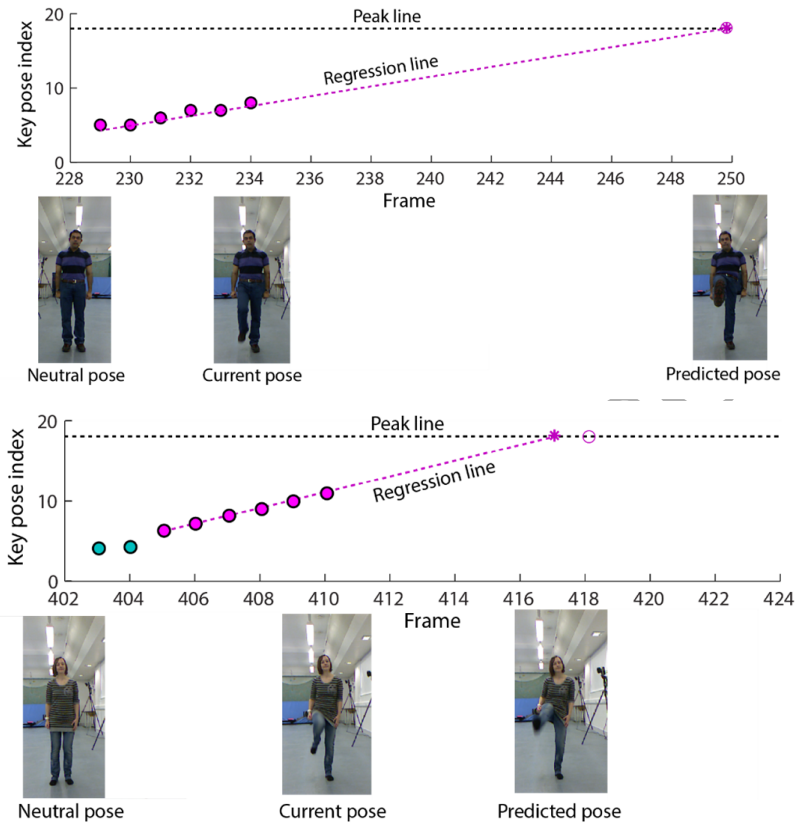 20
Peak line
Key pose index
Regression line
10
0
228 230 232 234 236 238 240 242 244 246 248 250
Frame
Neutral pose Current pose Predicted pose
20
Peak line
Key pose index
Regression line
10
0
402 404 406 408 410 412 414 416 418 420 422 424
Frame
Neutral pose Current pose Predicted pose